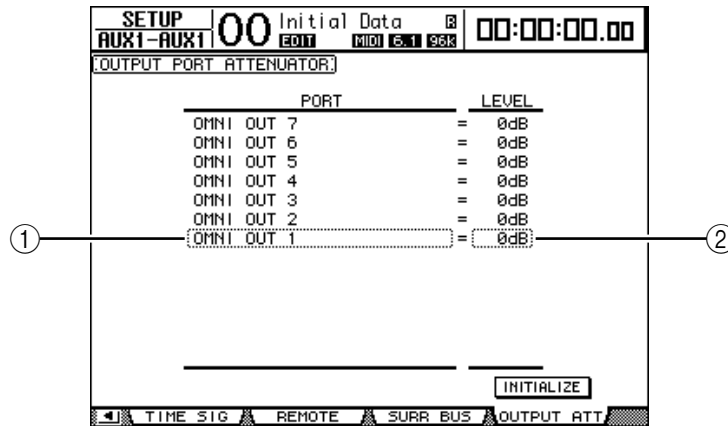 SETUP
AUX1-AUX1
00
Initial Data
R
EDIT
MIDI 6.1 96k
00:00:00.00
OUTPUT PORT ATTENUATOR
PORT LEVEL
OMNI OUT 7 = 0dB
OMNI OUT 6 = 0dB
OMNI OUT 5 = 0dB
OMNI OUT 4 = 0dB
OMNI OUT 3 = 0dB
OMNI OUT 2 = 0dB
1 OMNI OUT 1 = 0dB 2
INITIALIZE
TIME SIG REMOTE SURR BUS OUTPUT ATT